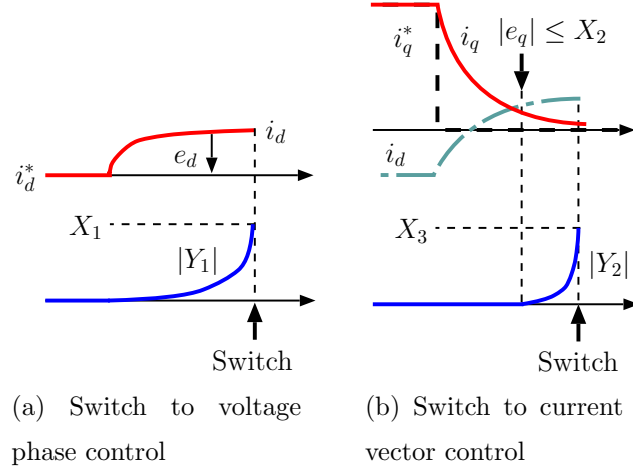 i_d^*
i_d
e_d
X_1
|Y_1|
Switch
(a) Switch to voltage
phase control
i_q^*
i_q
|e_q| ≤ X_2
i_d
X_3
|Y_2|
Switch
(b) Switch to current
vector control